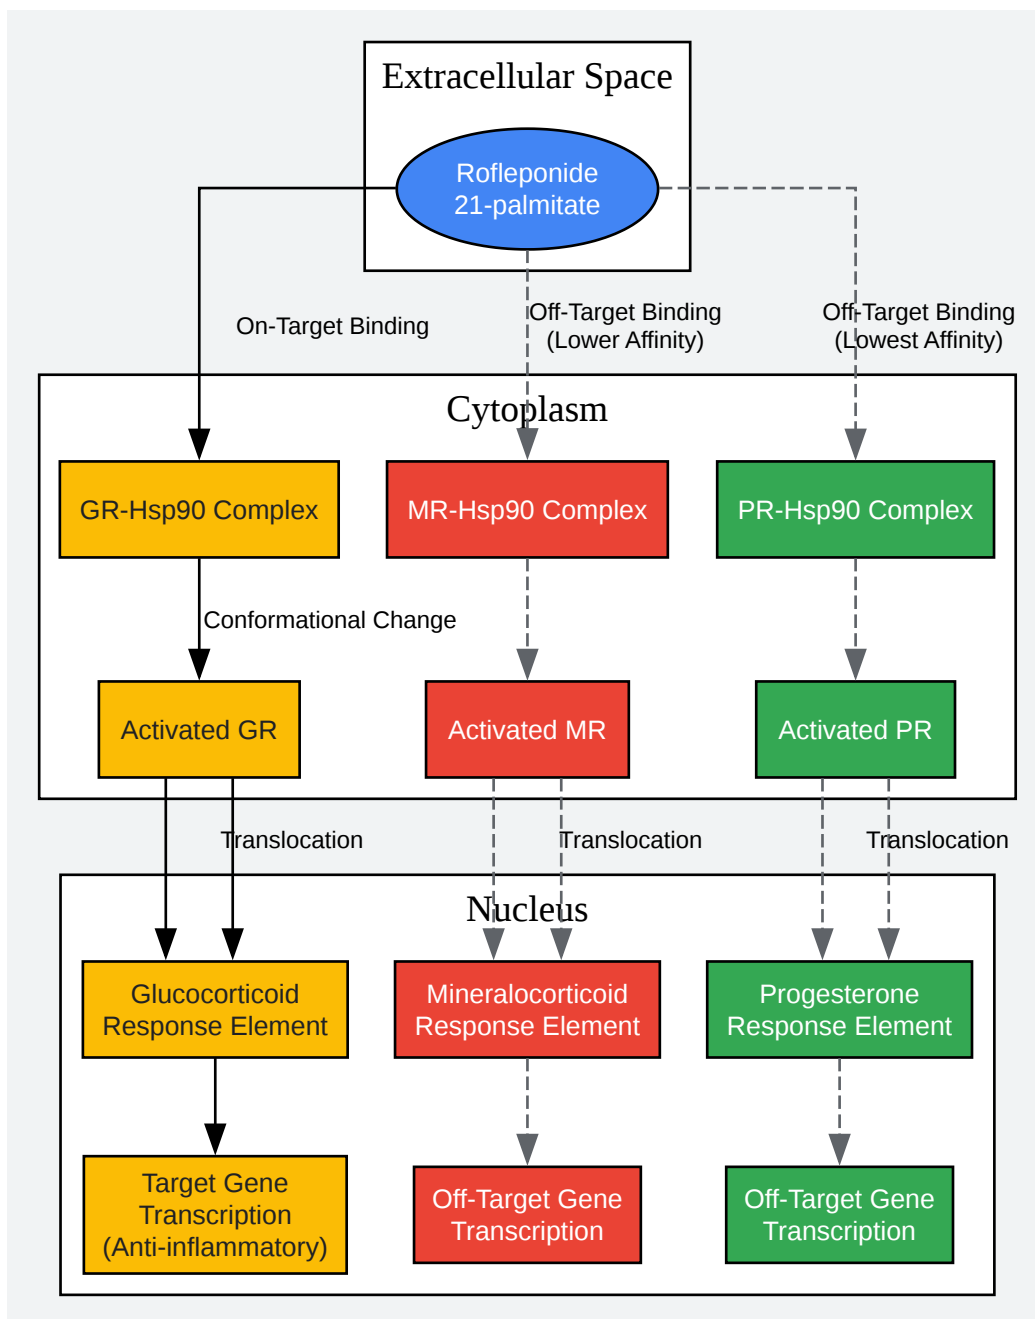 Extracellular Space
Rofleponide
21-palmitate
On-Target Binding
Off-Target Binding
(Lower Affinity)
Off-Target Binding
(Lowest Affinity)
Cytoplasm
GR-Hsp90 Complex
MR-Hsp90 Complex
PR-Hsp90 Complex
Conformational Change
Activated GR
Activated MR
Activated PR
Translocation
Translocation
Translocation
Nucleus
Glucocorticoid
Response Element
Mineralocorticoid
Response Element
Progesterone
Response Element
Target Gene
Transcription
(Anti-inflammatory)
Off-Target Gene
Transcription
Off-Target Gene
Transcription